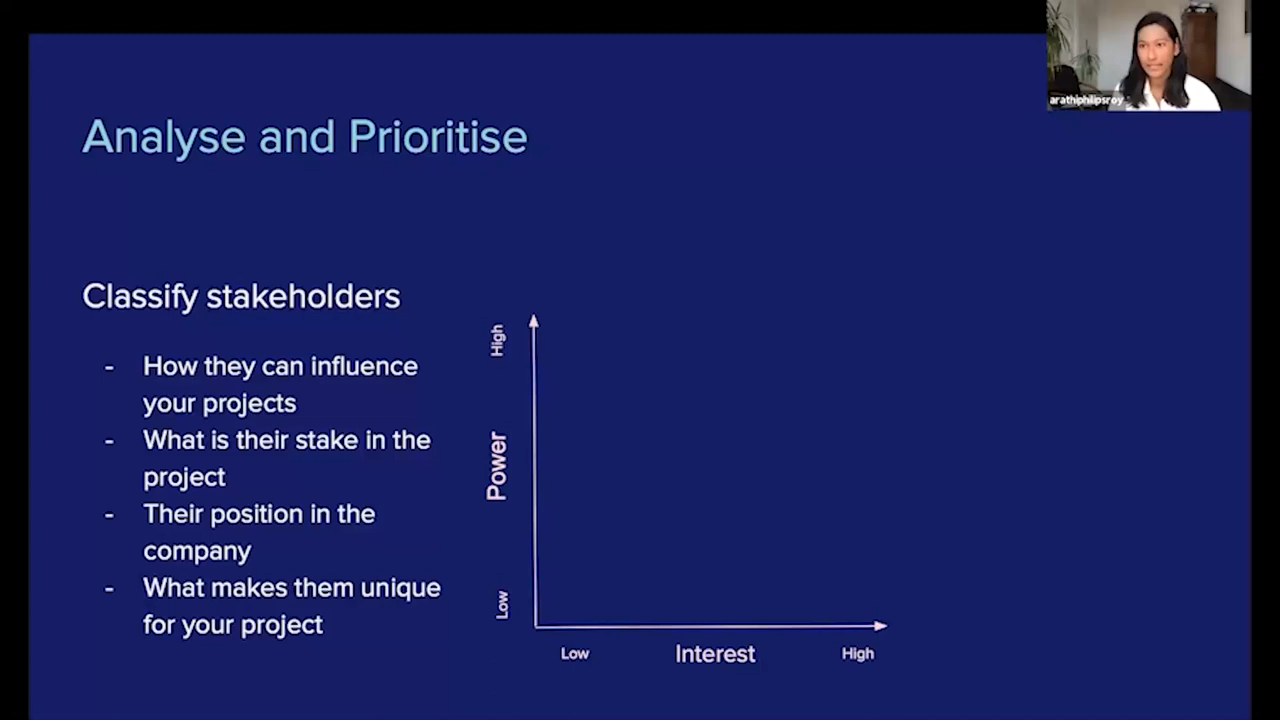 arathiphilipsroy
Analyse and Prioritise
Classify stakeholders
- How they can influence
your projects
- What is their stake in the
project
- Their position in the
company
- What makes them unique
for your project
High
Power
Low
Low
Interest
High